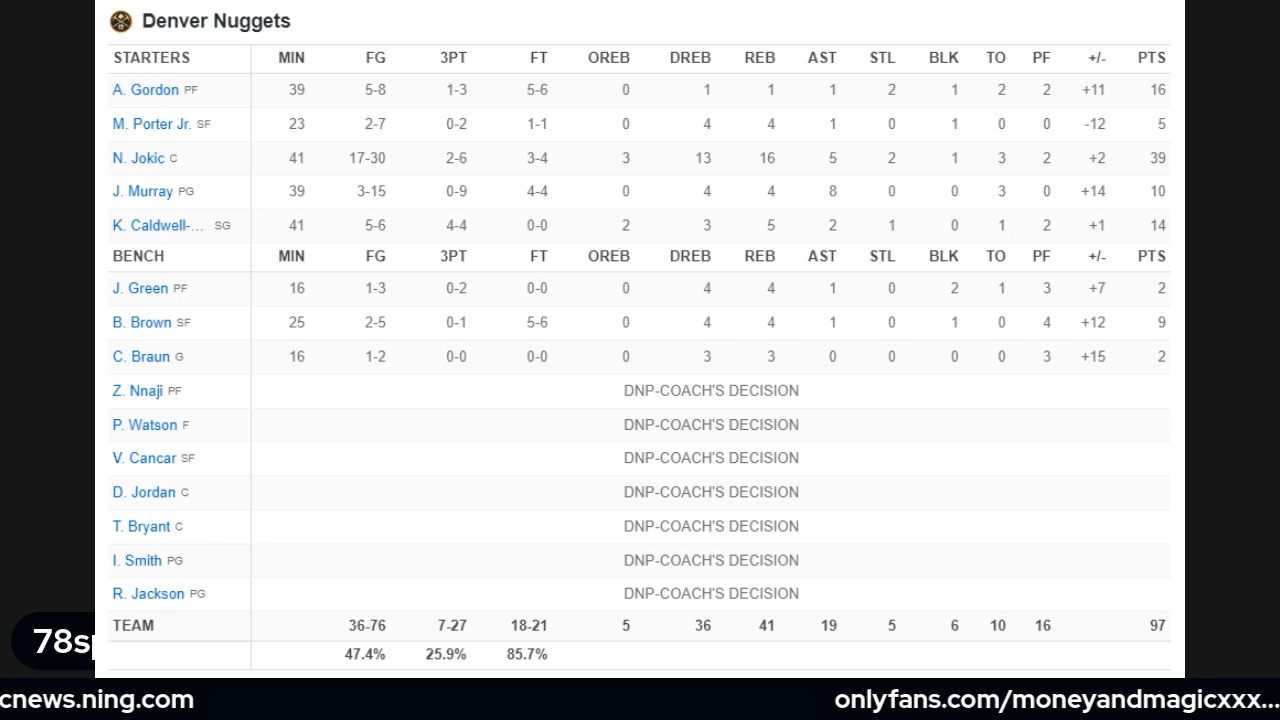 Denver Nuggets
STARTERS MIN FG 3PT FT OREB DREB REB AST STL BLK TO PF +/- PTS
A. Gordon PF 39 5-8 1-3 5-6 0 1 1 1 2 1 2 2 +11 16
M. Porter Jr. SF 23 2-7 0-2 1-1 0 4 4 1 0 1 0 0 -12 5
N. Jokic C 41 17-30 2-6 3-4 3 13 16 5 2 1 3 2 +2 39
J. Murray PG 39 3-15 0-9 4-4 0 4 4 8 0 0 3 0 +14 10
K. Caldwell-... SG 41 5-6 4-4 0-0 2 3 5 2 1 0 1 2 +1 14
BENCH MIN FG 3PT FT OREB DREB REB AST STL BLK TO PF +/- PTS
J. Green PF 16 1-3 0-2 0-0 0 4 4 1 0 2 1 3 +7 2
B. Brown SF 25 2-5 0-1 5-6 0 4 4 1 0 1 0 4 +12 9
C. Braun G 16 1-2 0-0 0-0 0 3 3 0 0 0 0 3 +15 2
Z. Nnaji PF DNP-COACH'S DECISION
P. Watson F DNP-COACH'S DECISION
V. Cancar SF DNP-COACH'S DECISION
D. Jordan C DNP-COACH'S DECISION
T. Bryant C DNP-COACH'S DECISION
I. Smith PG DNP-COACH'S DECISION
R. Jackson PG DNP-COACH'S DECISION
TEAM 36-76 7-27 18-21 5 36 41 19 5 6 10 16 97
47.4% 25.9% 85.7%
78sp
cnews.ning.com onlyfans.com/moneyandmagicxxx...